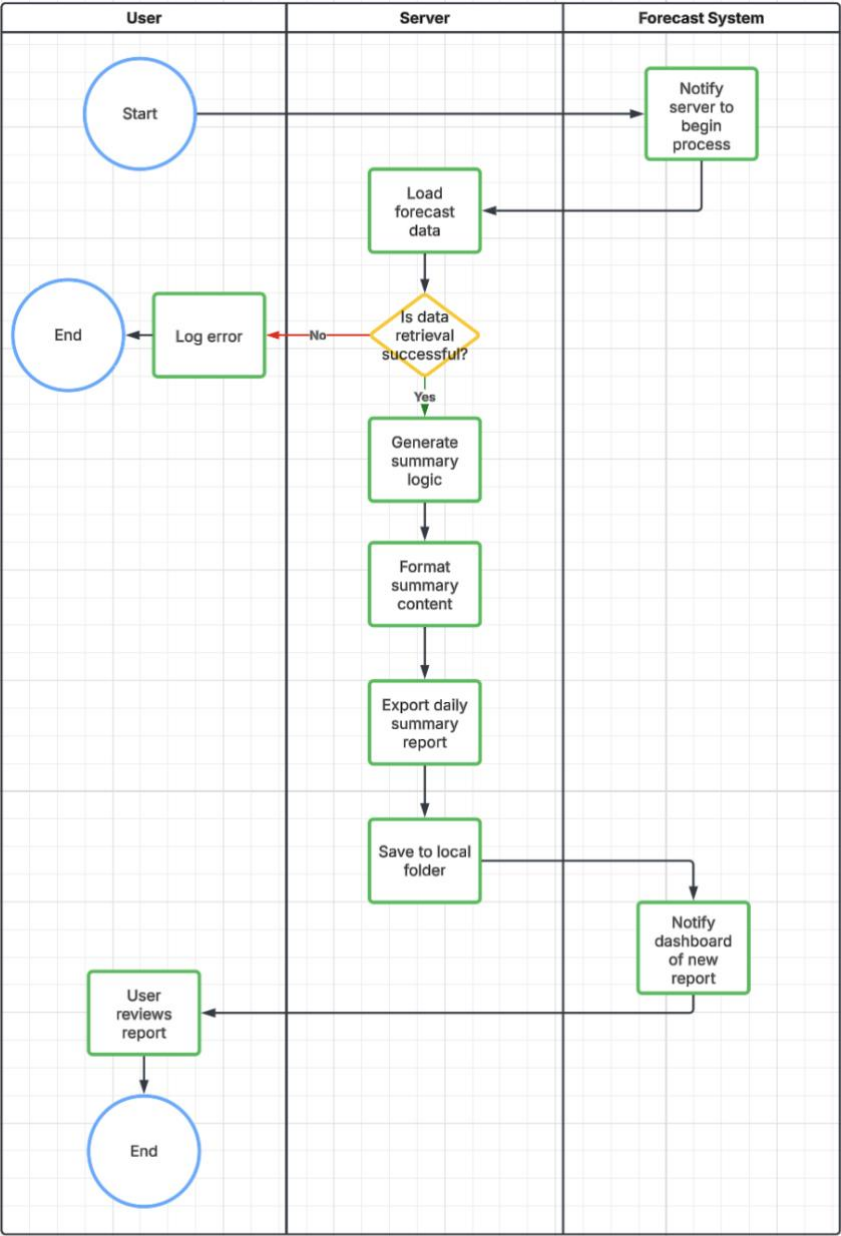 User
Server
Forecast System
Start
Notify
server to
begin
process
Load
forecast
data
End
Log error
No
Is data
retrieval
successful?
Yes
Generate
summary
logic
Format
summary
content
Export daily
summary
report
Save to local
folder
Notify
dashboard
of new
report
User
reviews
report
End